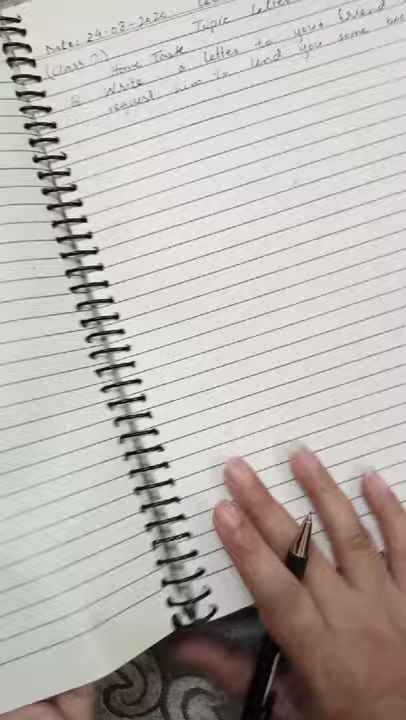 Date: 24-08-2020
(Class 7) Home Task Topic Letter
Q Write a letter to your friend
request him to lend you some